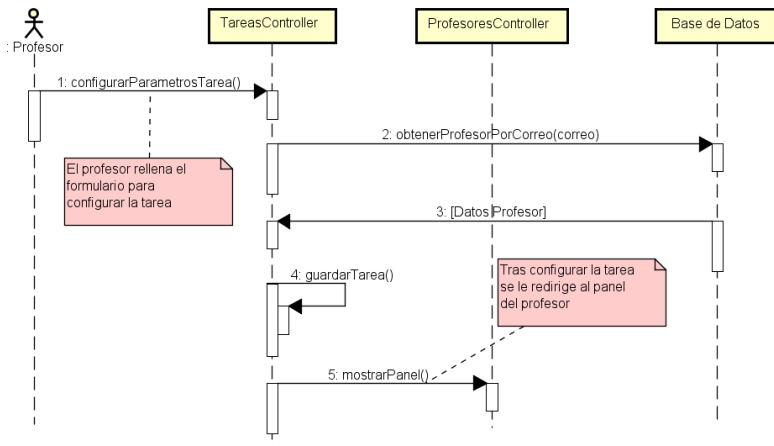 TareasController
ProfesoresController
Base de Datos
: Profesor
1: configurarParametrosTarea()
2: obtenerProfesorPorCorreo(correo)
El profesor rellena el
formulario para
configurar la tarea
3: [Datos Profesor]
4: guardarTarea()
Tras configurar la tarea
se le redirige al panel
del profesor
5: mostrarPanel()